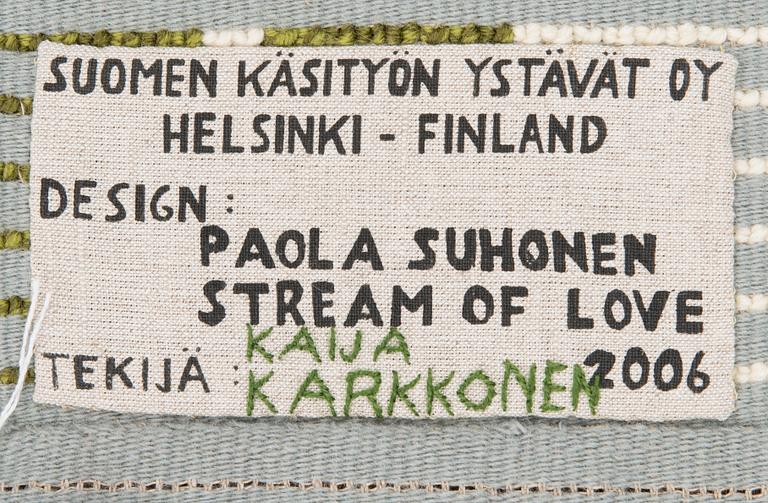 SUOMEN KÄSITYÖN YSTÄVÄT OY
HELSINKI - FINLAND
DESIGN:
PAOLA SUHONEN
STREAM OF LOVE
KAIJA
TEKIJÄ: KARKKONEN 2006